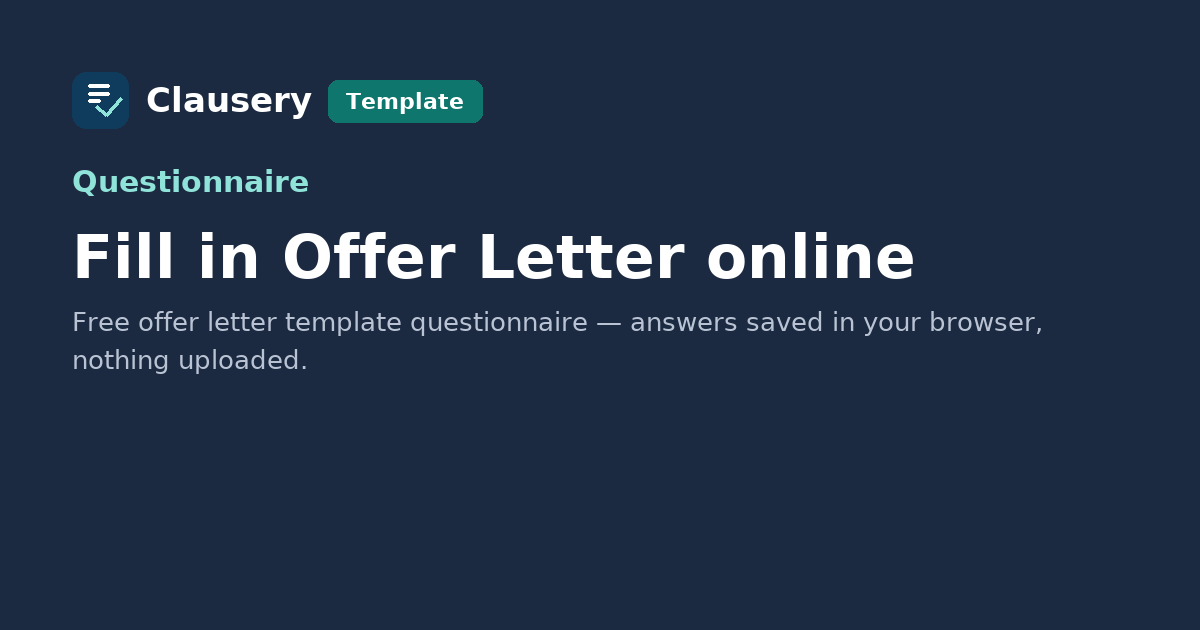 Clausery
Template
Questionnaire
Fill in Offer Letter online
Free offer letter template questionnaire — answers saved in your browser,
nothing uploaded.